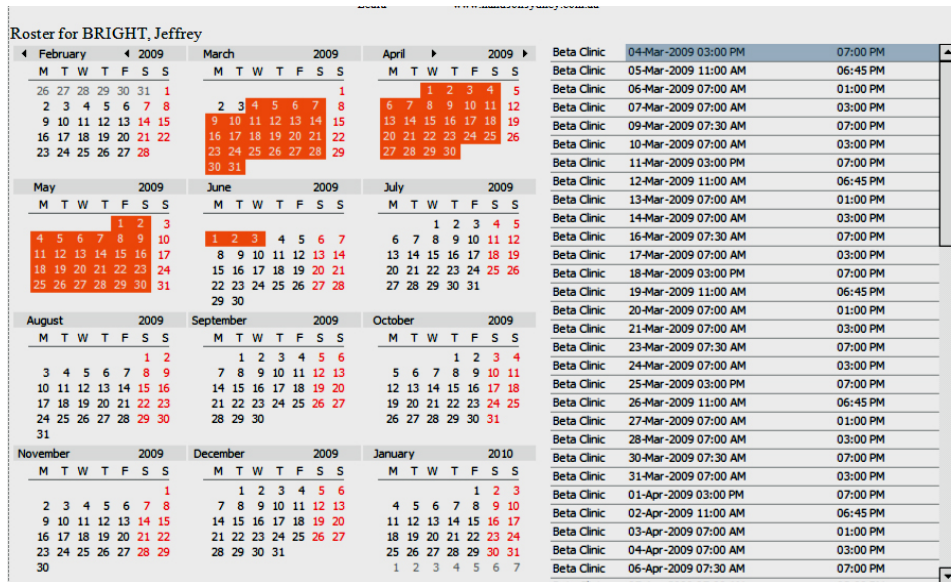 Roster for BRIGHT, Jeffrey
February 2009
M T W T F S S
26 27 28 29 30 31 1
2 3 4 5 6 7 8
9 10 11 12 13 14 15
16 17 18 19 20 21 22
23 24 25 26 27 28
March 2009
M T W T F S S
1
2 3 4 5 6 7 8
9 10 11 12 13 14 15
16 17 18 19 20 21 22
23 24 25 26 27 28 29
30 31
April 2009
M T W T F S S
1 2 3 4 5
6 7 8 9 10 11 12
13 14 15 16 17 18 19
20 21 22 23 24 25 26
27 28 29 30
May 2009
M T W T F S S
1 2 3
4 5 6 7 8 9 10
11 12 13 14 15 16 17
18 19 20 21 22 23 24
25 26 27 28 29 30 31
June 2009
M T W T F S S
1 2 3 4 5 6 7
8 9 10 11 12 13 14
15 16 17 18 19 20 21
22 23 24 25 26 27 28
29 30
July 2009
M T W T F S S
1 2 3 4 5
6 7 8 9 10 11 12
13 14 15 16 17 18 19
20 21 22 23 24 25 26
27 28 29 30 31
August 2009
M T W T F S S
1 2
3 4 5 6 7 8 9
10 11 12 13 14 15 16
17 18 19 20 21 22 23
24 25 26 27 28 29 30
31
September 2009
M T W T F S S
1 2 3 4 5 6
7 8 9 10 11 12 13
14 15 16 17 18 19 20
21 22 23 24 25 26 27
28 29 30
October 2009
M T W T F S S
1 2 3 4
5 6 7 8 9 10 11
12 13 14 15 16 17 18
19 20 21 22 23 24 25
26 27 28 29 30 31
November 2009
M T W T F S S
1
2 3 4 5 6 7 8
9 10 11 12 13 14 15
16 17 18 19 20 21 22
23 24 25 26 27 28 29
30
December 2009
M T W T F S S
1 2 3 4 5 6
7 8 9 10 11 12 13
14 15 16 17 18 19 20
21 22 23 24 25 26 27
28 29 30 31
January 2010
M T W T F S S
1 2 3
4 5 6 7 8 9 10
11 12 13 14 15 16 17
18 19 20 21 22 23 24
25 26 27 28 29 30 31
1 2 3 4 5 6 7
Beta Clinic 04-Mar-2009 03:00 PM 07:00 PM
Beta Clinic 05-Mar-2009 11:00 AM 06:45 PM
Beta Clinic 06-Mar-2009 07:00 AM 01:00 PM
Beta Clinic 07-Mar-2009 07:00 AM 03:00 PM
Beta Clinic 09-Mar-2009 07:30 AM 07:00 PM
Beta Clinic 10-Mar-2009 07:00 AM 03:00 PM
Beta Clinic 11-Mar-2009 03:00 PM 07:00 PM
Beta Clinic 12-Mar-2009 11:00 AM 06:45 PM
Beta Clinic 13-Mar-2009 07:00 AM 01:00 PM
Beta Clinic 14-Mar-2009 07:00 AM 03:00 PM
Beta Clinic 16-Mar-2009 07:30 AM 07:00 PM
Beta Clinic 17-Mar-2009 07:00 AM 03:00 PM
Beta Clinic 18-Mar-2009 03:00 PM 07:00 PM
Beta Clinic 19-Mar-2009 11:00 AM 06:45 PM
Beta Clinic 20-Mar-2009 07:00 AM 01:00 PM
Beta Clinic 21-Mar-2009 07:00 AM 03:00 PM
Beta Clinic 23-Mar-2009 07:30 AM 07:00 PM
Beta Clinic 24-Mar-2009 07:00 AM 03:00 PM
Beta Clinic 25-Mar-2009 03:00 PM 07:00 PM
Beta Clinic 26-Mar-2009 11:00 AM 06:45 PM
Beta Clinic 27-Mar-2009 07:00 AM 01:00 PM
Beta Clinic 28-Mar-2009 07:00 AM 03:00 PM
Beta Clinic 30-Mar-2009 07:30 AM 07:00 PM
Beta Clinic 31-Mar-2009 07:00 AM 03:00 PM
Beta Clinic 01-Apr-2009 03:00 PM 07:00 PM
Beta Clinic 02-Apr-2009 11:00 AM 06:45 PM
Beta Clinic 03-Apr-2009 07:00 AM 01:00 PM
Beta Clinic 04-Apr-2009 07:00 AM 03:00 PM
Beta Clinic 06-Apr-2009 07:30 AM 07:00 PM